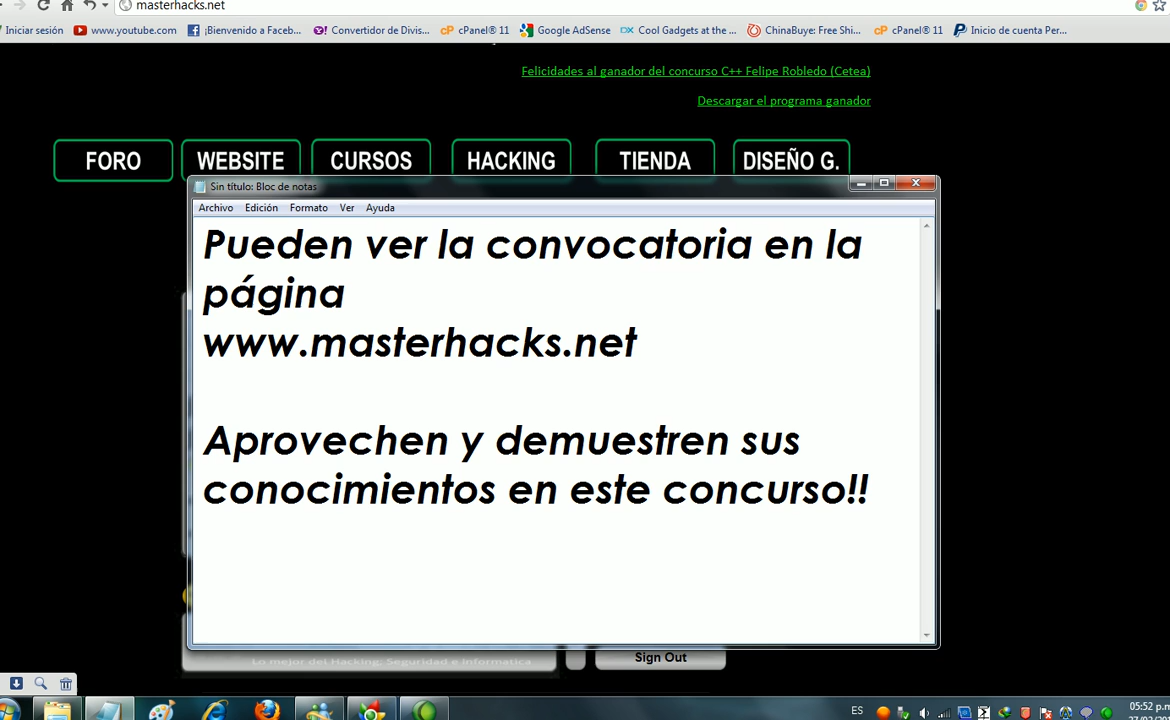 masterhacks.net
Iniciar sesión www.youtube.com ¡Bienvenido a Faceb... Convertidor de Divis... cPanel® 11 Google AdSense Cool Gadgets at the ... ChinaBuye: Free Shi... cPanel® 11 Inicio de cuenta Per...
Felicidades al ganador del concurso C++ Felipe Robledo (Cetea)
Descargar el programa ganador
FORO WEBSITE CURSOS HACKING TIENDA DISEÑO G.
Sin título: Bloc de notas
Archivo Edición Formato Ver Ayuda
Pueden ver la convocatoria en la
página
www.masterhacks.net
Aprovechen y demuestren sus
conocimientos en este concurso!!
Lo mejor del Hacking; Seguridad e Informatica
Sign Out
ES 05:52 p.m